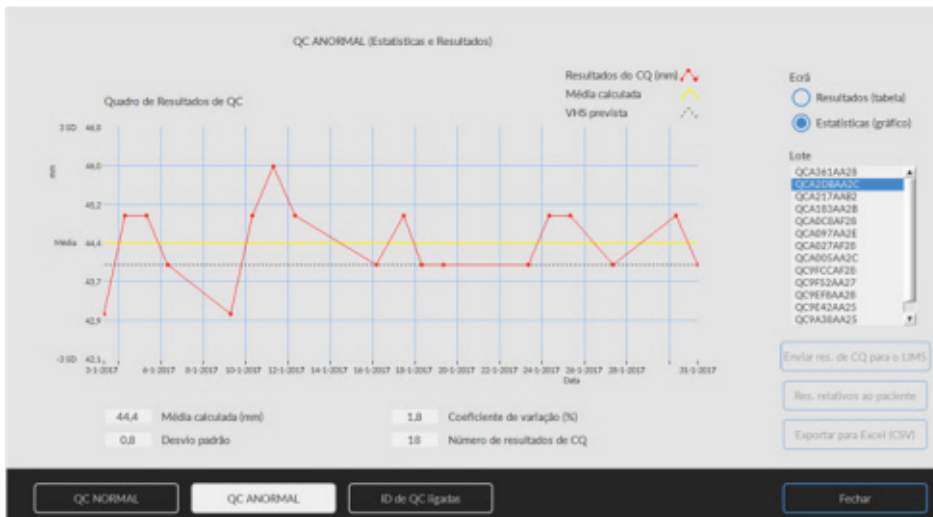 QC ANORMAL (Estatísticas e Resultados)
Resultados do CQ (mm)
Média calculada
VHS prevista
Quadro de Resultados de QC
Ecrã
Resultados (tabela)
Estatísticas (gráfico)
Lote
QCA361AA28
QCA2DBAA2C
QCA217AAB2
QCA183AA2B
QCA0CBAF28
QCA097AA2E
QCA027AF28
QCA005AA2C
QC9FCCAF28
QC9F52AA27
QC9EF8AA28
QC9E42AA25
QC9A38AA25
3 SD 46,8
mm
46,0
45,2
Média 44,4
43,7
42,9
-3 SD 42,1
3-1-2017 6-1-2017 8-1-2017 10-1-2017 12-1-2017 14-1-2017 16-1-2017 18-1-2017 20-1-2017 22-1-2017 24-1-2017 26-1-2017 28-1-2017 31-1-2017
Data
Enviar res. de CQ para o LIMS
Res. relativos ao paciente
Exportar para Excel (CSV)
44,4 Média calculada (mm) 1,8 Coeficiente de variação (%)
0,8 Desvio padrão 18 Número de resultados de CQ
QC NORMAL QC ANORMAL ID de QC ligadas Fechar